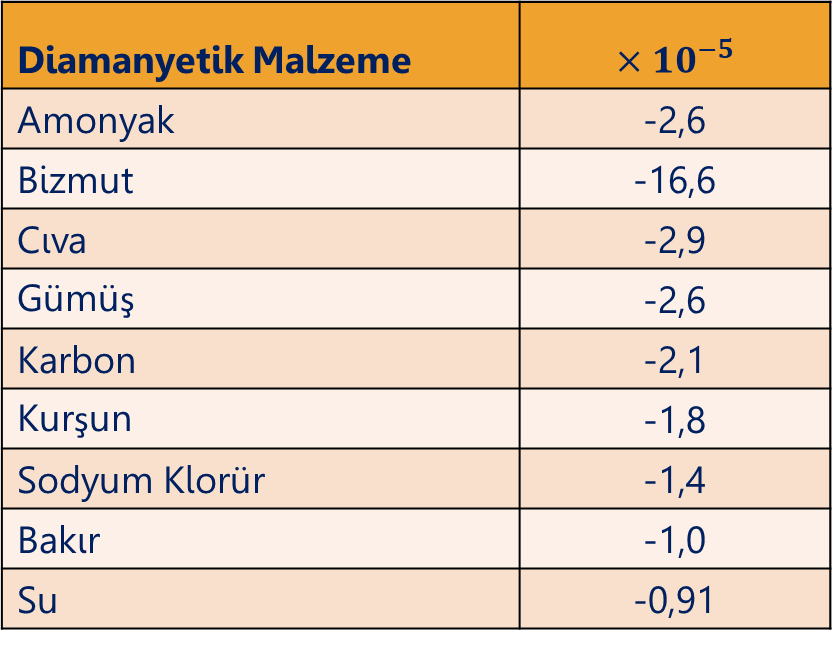 Diamanyetik Malzeme × 10⁻⁵
Amonyak -2,6
Bizmut -16,6
Cıva -2,9
Gümüş -2,6
Karbon -2,1
Kurşun -1,8
Sodyum Klorür -1,4
Bakır -1,0
Su -0,91